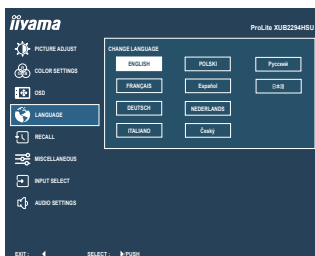 iiyama
ProLite XUB2294HSU
PICTURE ADJUST
COLOR SETTINGS
OSD
LANGUAGE
RECALL
MISCELLANEOUS
INPUT SELECT
AUDIO SETTINGS
CHANGE LANGUAGE
ENGLISH
POLSKI
Русский
FRANÇAIS
Español
日本語
DEUTSCH
NEDERLANDS
ITALIANO
Český
EXIT :
SELECT : /PUSH